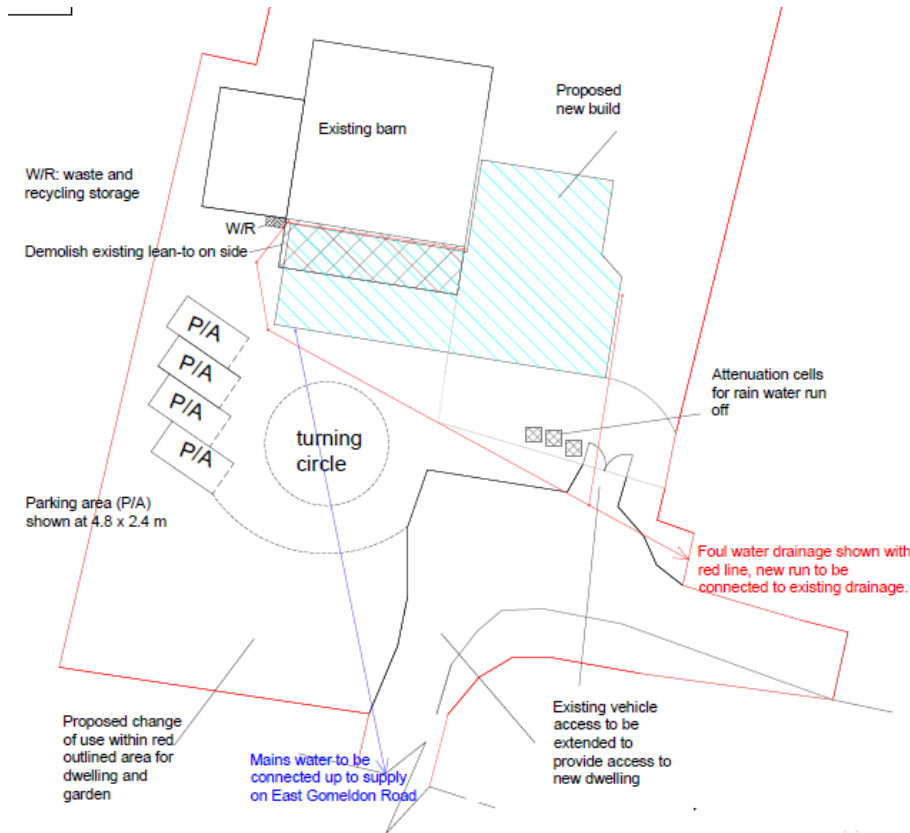 Proposed
new build
Existing barn
W/R: waste and
recycling storage
W/R
Demolish existing lean-to on side
P/A
P/A
P/A
P/A
turning
circle
Attenuation cells
for rain water run
off
Parking area (P/A)
shown at 4.8 x 2.4 m
Foul water drainage shown with
red line, new run to be
connected to existing drainage.
Proposed change
of use within red
outlined area for
dwelling and
garden
Mains water to be
connected up to supply
on East Gomeldon Road
Existing vehicle
access to be
extended to
provide access to
new dwelling